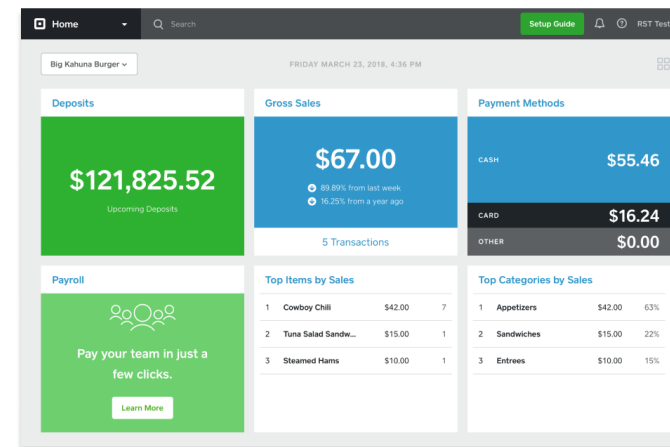 Home
Search
Setup Guide
RST Test
Big Kahuna Burger
FRIDAY MARCH 23, 2018, 4:36 PM
Deposits
$121,825.52
Upcoming Deposits
Gross Sales
$67.00
89.89% from last week
16.25% from a year ago
5 Transactions
Payment Methods
CASH $55.46
CARD $16.24
OTHER $0.00
Payroll
Pay your team in just a
few clicks.
Learn More
Top Items by Sales
1 Cowboy Chili $42.00 7
2 Tuna Salad Sandw... $15.00 1
3 Steamed Hams $10.00 1
Top Categories by Sales
1 Appetizers $42.00 63%
2 Sandwiches $15.00 22%
3 Entrees $10.00 15%